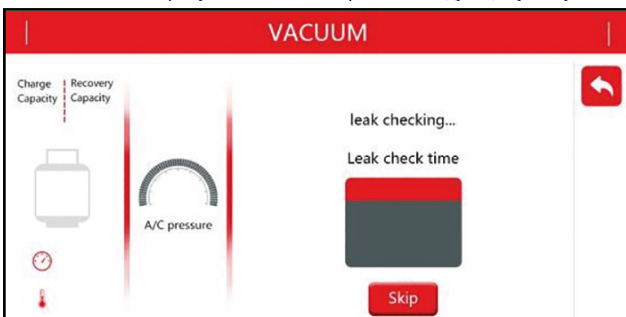 VACUUM
Charge Recovery
Capacity Capacity
A/C pressure
leak checking...
Leak check time
Skip